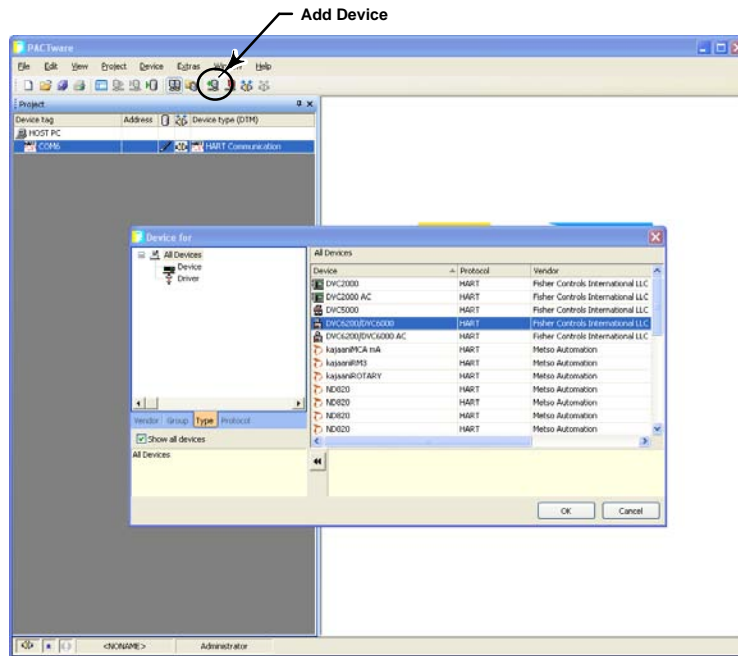 Add Device
PACTware
File Edit View Project Device Extras Window Help
Project
Device tag Address Device type (DTM)
HOST PC
COM6 HART Communication
Device for
All Devices
Device
Driver
All Devices
Device Protocol Vendor
DVC2000 HART Fisher Controls International LLC
DVC2000 AC HART Fisher Controls International LLC
DVC5000 HART Fisher Controls International LLC
DVC6200/DVC6000 HART Fisher Controls International LLC
DVC6200/DVC6000 AC HART Fisher Controls International LLC
kajaaniMCA mA HART Metso Automation
kajaaniRM3 HART Metso Automation
kajaaniROTARY HART Metso Automation
ND820 HART Metso Automation
ND820 HART Metso Automation
ND820 HART Metso Automation
ND820 HART Metso Automation
Vendor Group Type Protocol
Show all devices
All Devices
OK Cancel
<NONAME> Administrator